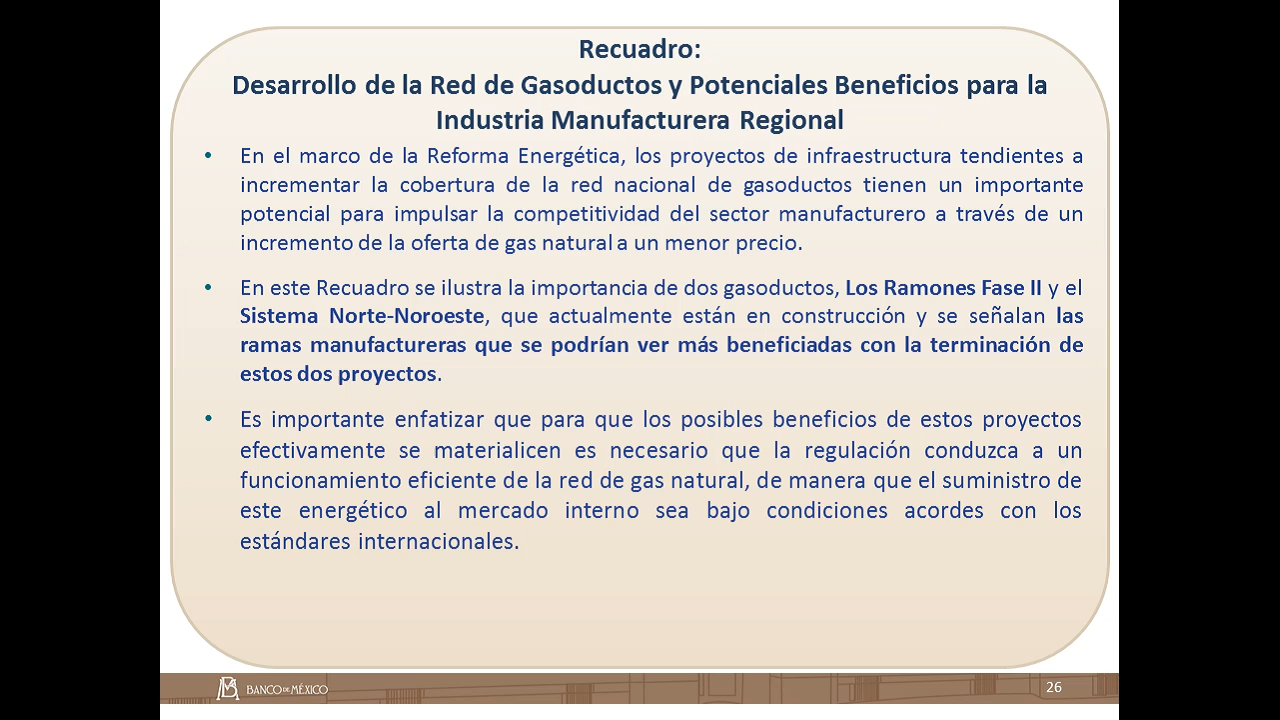 Recuadro:
Desarrollo de la Red de Gasoductos y Potenciales Beneficios para la
Industria Manufacturera Regional
• En el marco de la Reforma Energética, los proyectos de infraestructura tendientes a
incrementar la cobertura de la red nacional de gasoductos tienen un importante
potencial para impulsar la competitividad del sector manufacturero a través de un
incremento de la oferta de gas natural a un menor precio.
• En este Recuadro se ilustra la importancia de dos gasoductos, Los Ramones Fase II y el
Sistema Norte-Noroeste, que actualmente están en construcción y se señalan las
ramas manufactureras que se podrían ver más beneficiadas con la terminación de
estos dos proyectos.
• Es importante enfatizar que para que los posibles beneficios de estos proyectos
efectivamente se materialicen es necesario que la regulación conduzca a un
funcionamiento eficiente de la red de gas natural, de manera que el suministro de
este energético al mercado interno sea bajo condiciones acordes con los
estándares internacionales.
BANCO DE MÉXICO
26